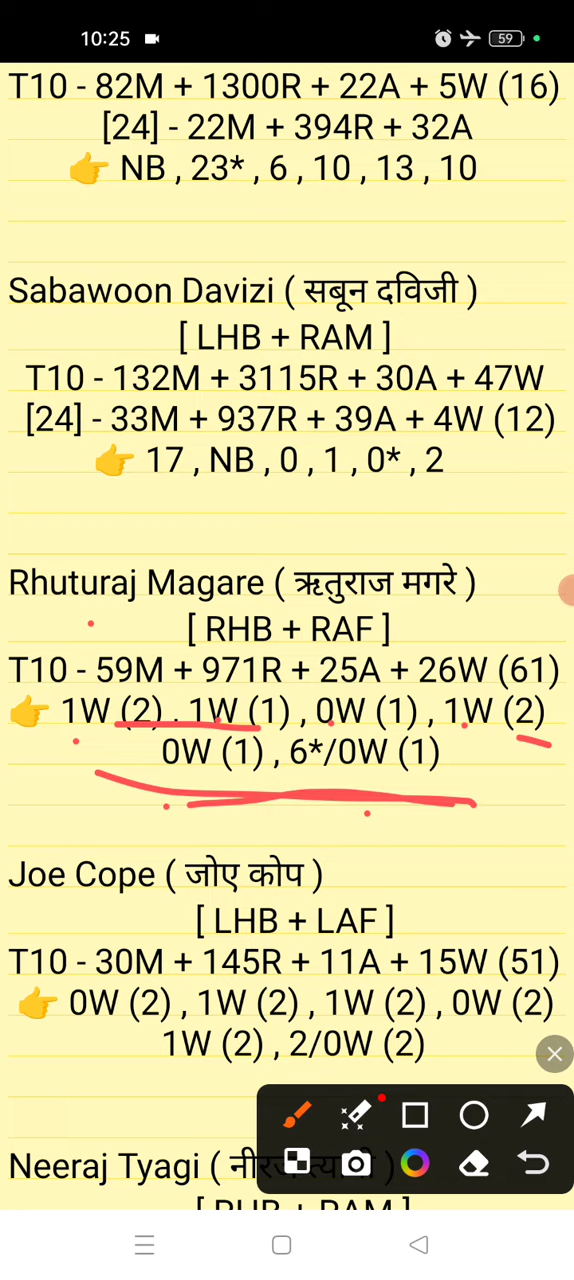 10:25
59
T10 - 82M + 1300R + 22A + 5W (16)
[24] - 22M + 394R + 32A
👉 NB , 23* , 6 , 10 , 13 , 10
Sabawoon Davizi ( सबून दविजी )
[ LHB + RAM ]
T10 - 132M + 3115R + 30A + 47W
[24] - 33M + 937R + 39A + 4W (12)
👉 17 , NB , 0 , 1 , 0* , 2
Rhuturaj Magare ( ऋतुराज मगरे )
[ RHB + RAF ]
T10 - 59M + 971R + 25A + 26W (61)
👉 1W (2) , 1W (1) , 0W (1) , 1W (2)
0W (1) , 6*/0W (1)
Joe Cope ( जोए कोप )
[ LHB + LAF ]
T10 - 30M + 145R + 11A + 15W (51)
👉 0W (2) , 1W (2) , 1W (2) , 0W (2)
1W (2) , 2/0W (2)
Neeraj Tyagi ( नीरज त्यागी )
[ RHB + RAM ]